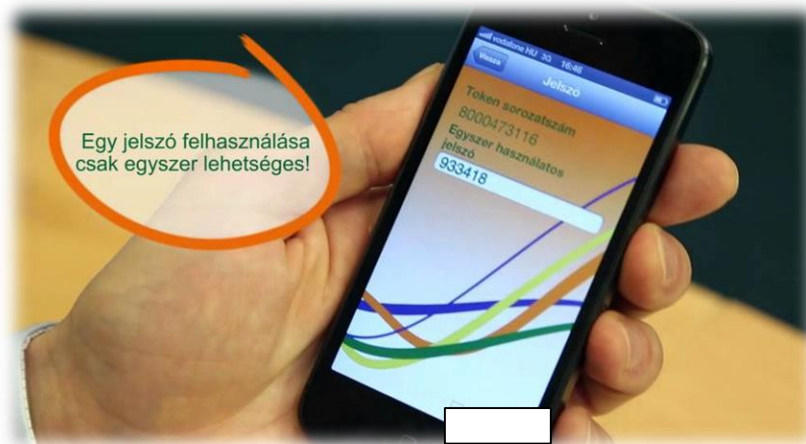 Egy jelszó felhasználása
csak egyszer lehetséges!
vodafone HU 3G 16:46
Vissza
Jelszó
Token sorozatszám
8000473116
Egyszer használatos
jelszó
933418